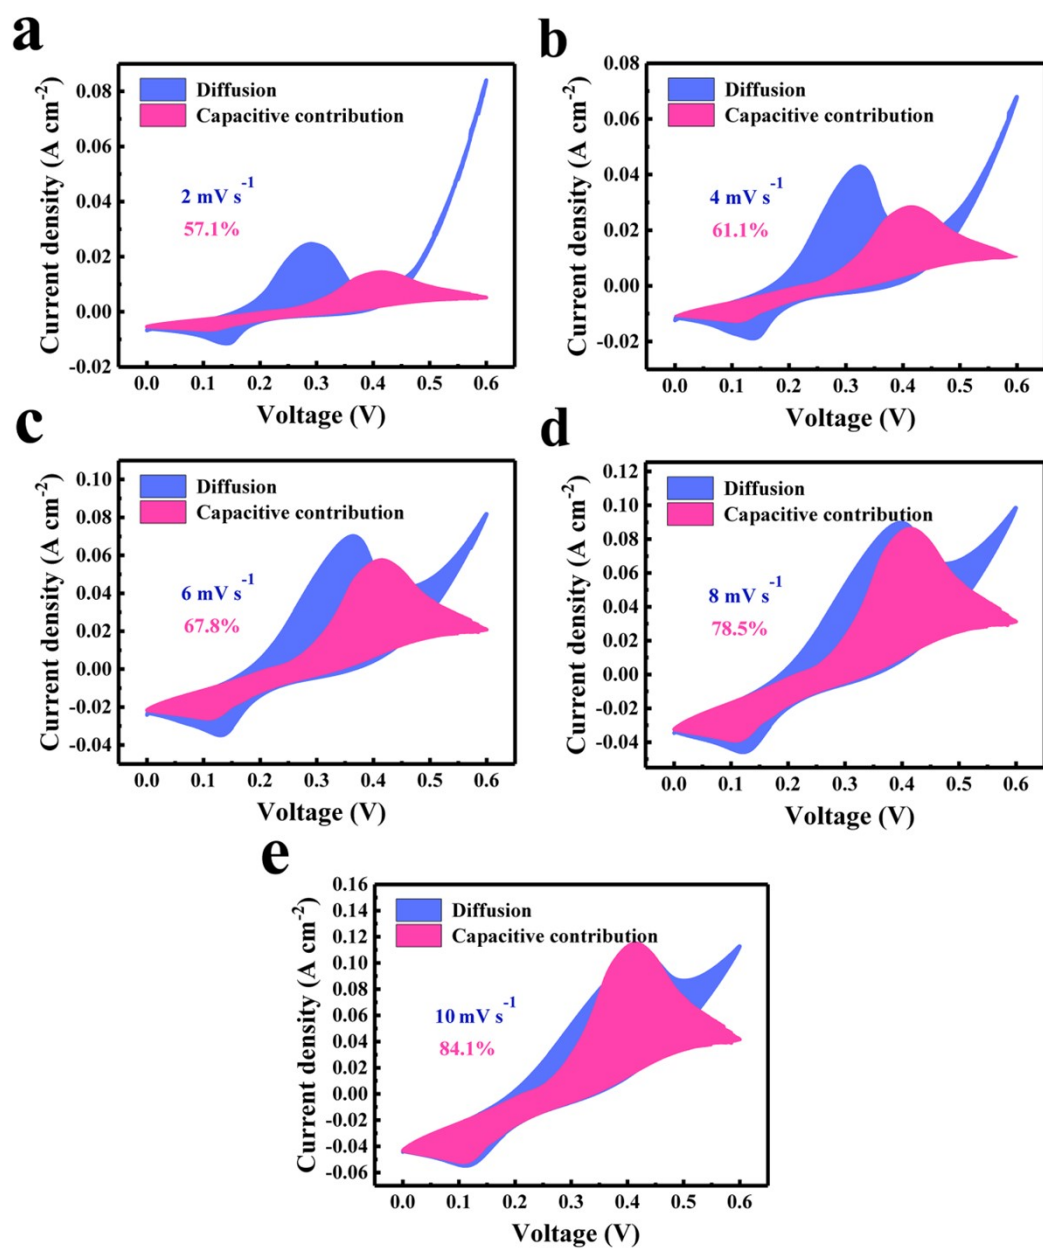 a
Diffusion
Capacitive contribution
2 mV s-1
57.1%
0.08
0.06
0.04
0.02
0.00
-0.02
Current density (A cm-2)
0.0 0.1 0.2 0.3 0.4 0.5 0.6
Voltage (V)
b
Diffusion
Capacitive contribution
4 mV s-1
61.1%
0.08
0.06
0.04
0.02
0.00
-0.02
Current density (A cm-2)
0.0 0.1 0.2 0.3 0.4 0.5 0.6
Voltage (V)
c
Diffusion
Capacitive contribution
6 mV s-1
67.8%
0.10
0.08
0.06
0.04
0.02
0.00
-0.02
-0.04
Current density (A cm-2)
0.0 0.1 0.2 0.3 0.4 0.5 0.6
Voltage (V)
d
Diffusion
Capacitive contribution
8 mV s-1
78.5%
0.12
0.10
0.08
0.06
0.04
0.02
0.00
-0.02
-0.04
Current density (A cm-2)
0.0 0.1 0.2 0.3 0.4 0.5 0.6
Voltage (V)
e
Diffusion
Capacitive contribution
10 mV s-1
84.1%
0.16
0.14
0.12
0.10
0.08
0.06
0.04
0.02
0.00
-0.02
-0.04
-0.06
Current density (A cm-2)
0.0 0.1 0.2 0.3 0.4 0.5 0.6
Voltage (V)